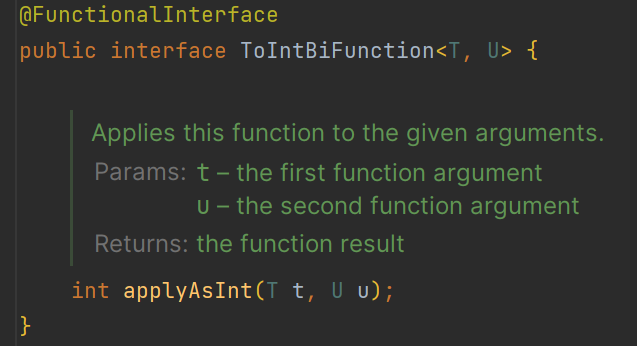 @FunctionalInterface
public interface ToIntBiFunction<T, U> {
Applies this function to the given arguments.
Params: t – the first function argument
u – the second function argument
Returns: the function result
int applyAsInt(T t, U u);
}